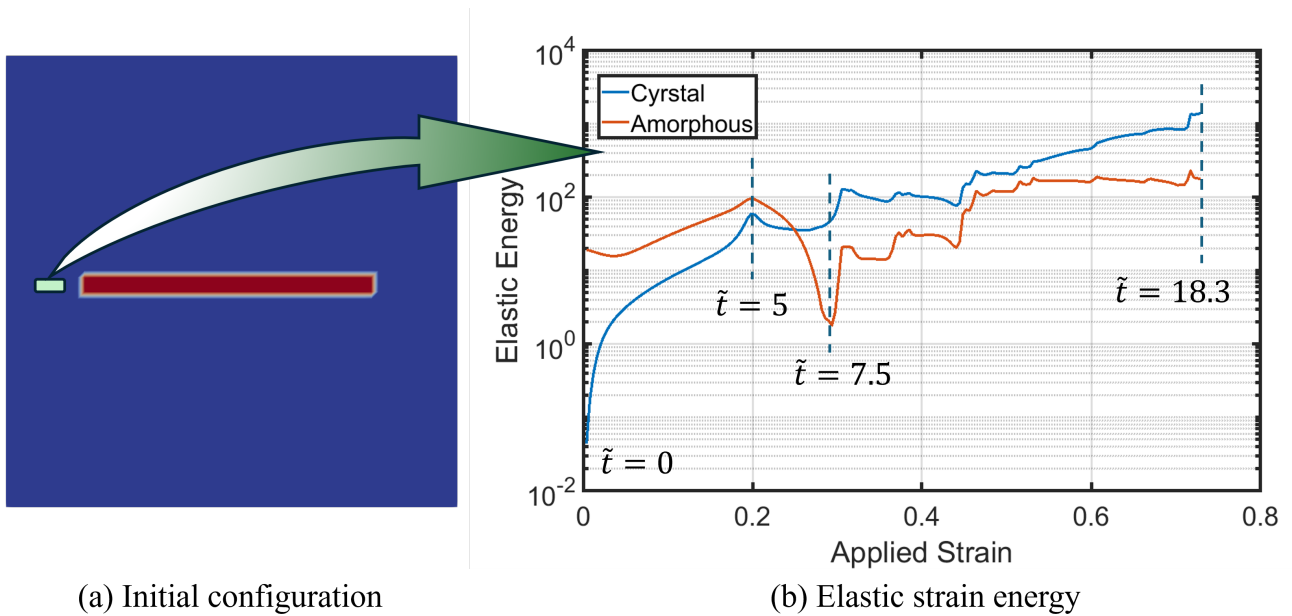 10^4
Cyrstal
Amorphous
10^2
Elastic Energy
t̃ = 5
t̃ = 18.3
10^0
t̃ = 7.5
t̃ = 0
10^-2
0 0.2 0.4 0.6 0.8
Applied Strain
(a) Initial configuration
(b) Elastic strain energy